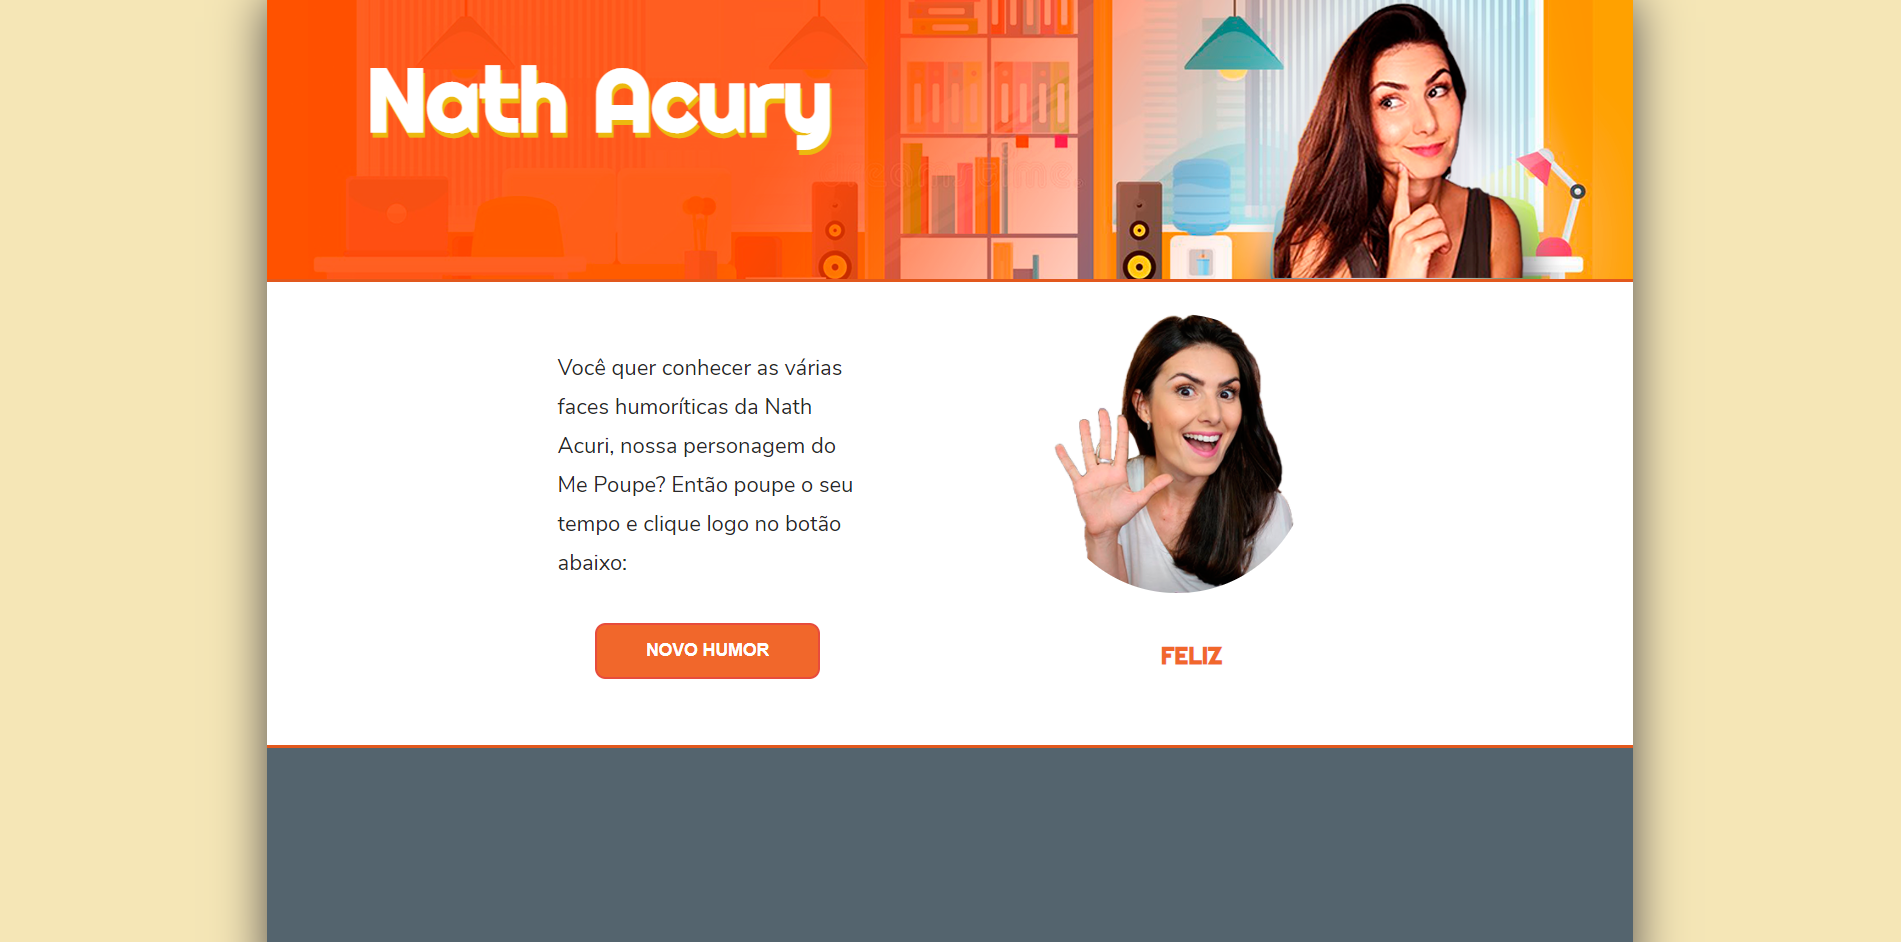 Nath Acury
Você quer conhecer as várias
faces humoríticas da Nath
Acuri, nossa personagem do
Me Poupe? Então poupe o seu
tempo e clique logo no botão
abaixo:
NOVO HUMOR
FELIZ